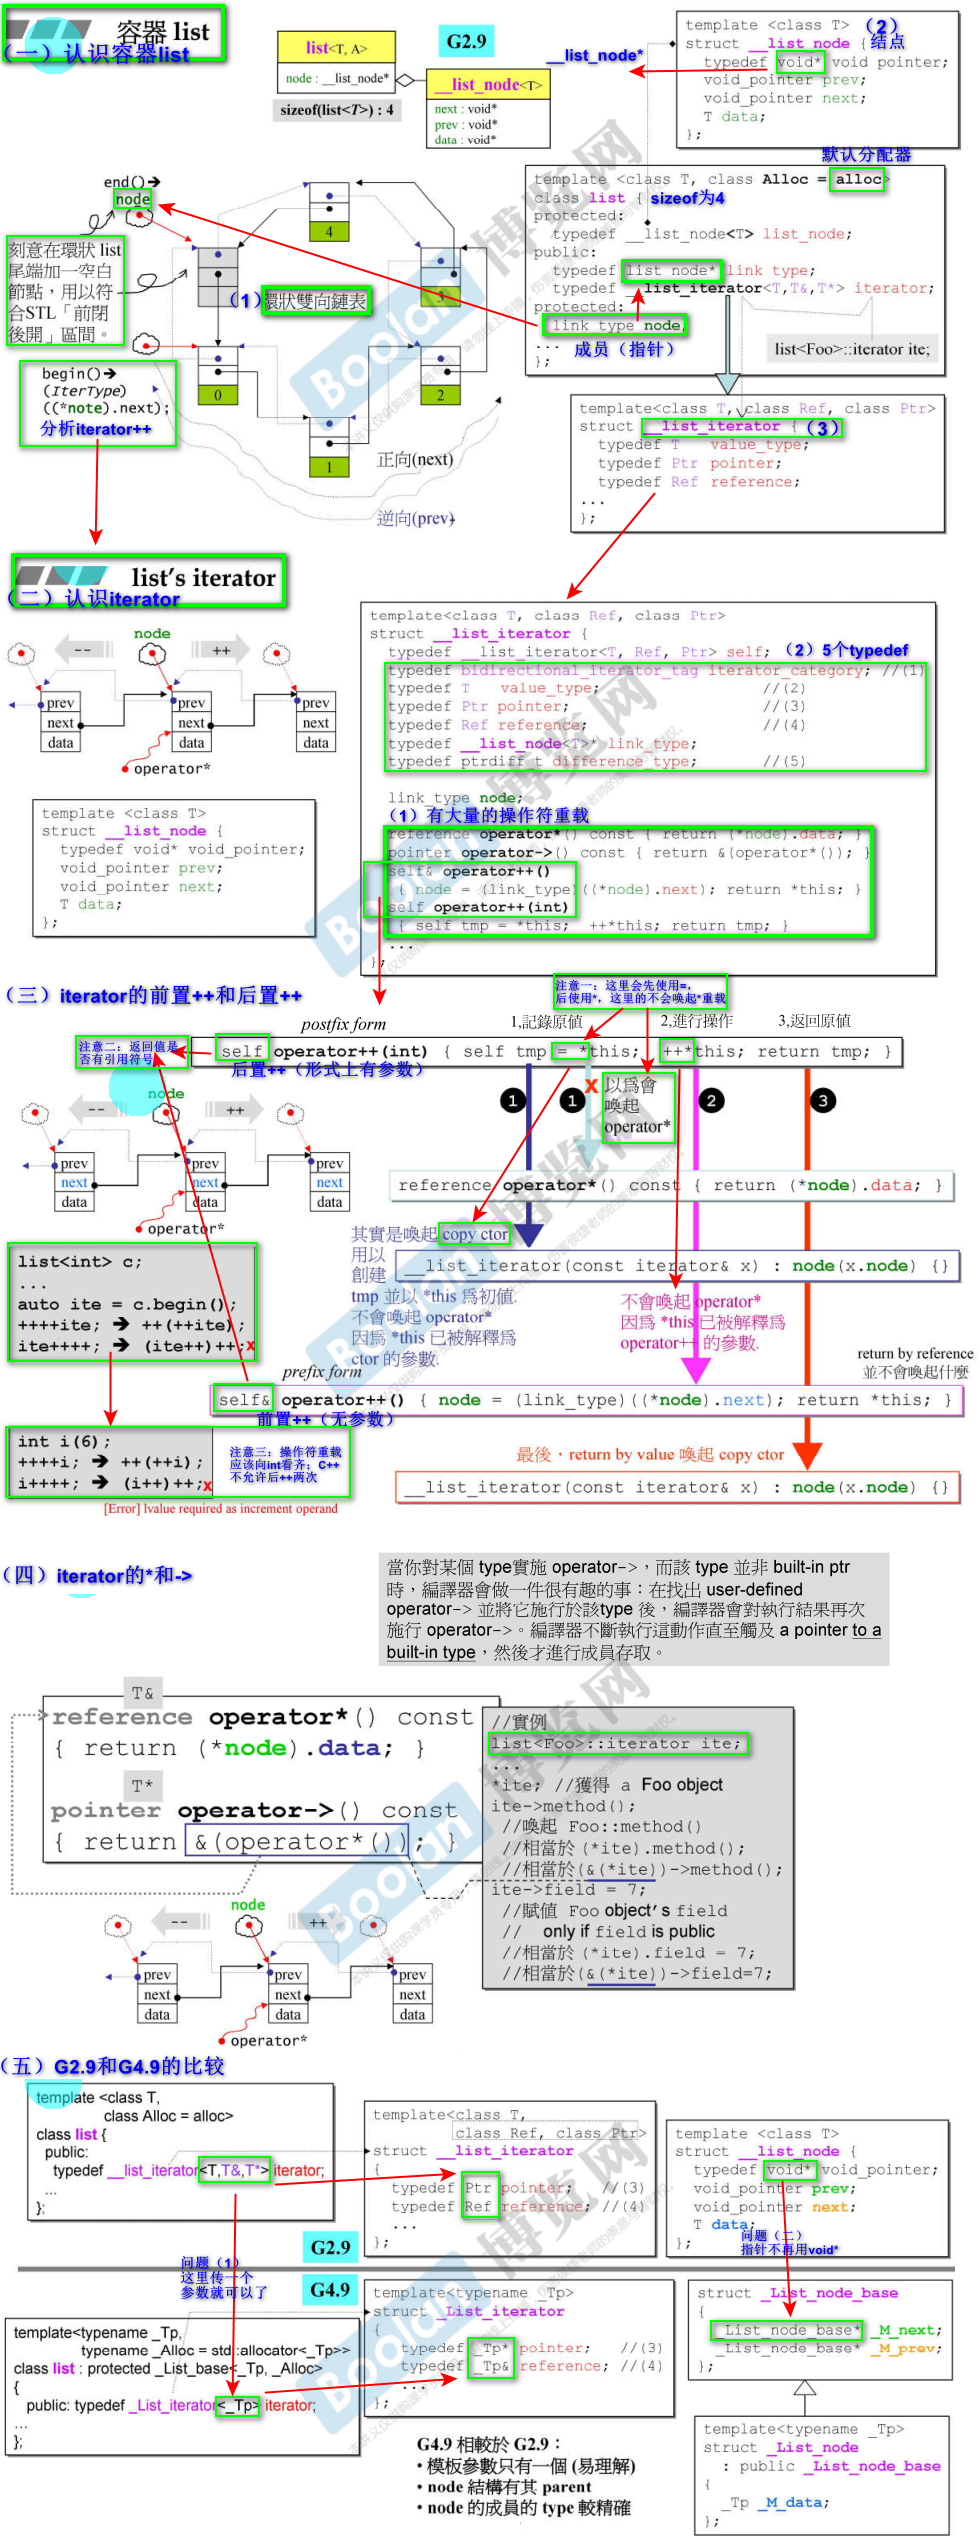 容器 list
（一）认识容器list
list<T, A>
node : __list_node*
sizeof(list<T>) : 4
G2.9
__list_node<T>
next : void*
prev : void*
data : void*
__list_node*
template <class T>
（2）
struct __list_node {
结点
typedef void* void_pointer;
void_pointer prev;
void_pointer next;
T data;
};
默认分配器
template <class T, class Alloc = alloc>
class list {
sizeof为4
protected:
typedef __list_node<T> list_node;
public:
typedef list_node* link_type;
typedef __list_iterator<T,T&,T*> iterator;
protected:
link_type node;
成员（指针）
...
};
list<Foo>::iterator ite;
end()➔
node
刻意在環狀 list
尾端加一空白
節點，用以符
合STL「前閉
後開」區間。
（1）環狀雙向鏈表
4
3
0
2
1
begin()➔
(IterType)
((*note).next);
分析iterator++
正向(next)
逆向(prev)
template<class T, class Ref, class Ptr>
struct __list_iterator {
（3）
typedef T value_type;
typedef Ptr pointer;
typedef Ref reference;
...
};
list's iterator
（二）认识iterator
node
-- ++
prev prev prev
next next next
data data data
operator*
template <class T>
struct __list_node {
typedef void* void_pointer;
void_pointer prev;
void_pointer next;
T data;
};
template<class T, class Ref, class Ptr>
struct __list_iterator {
typedef __list_iterator<T, Ref, Ptr> self;
（2）5个typedef
typedef bidirectional_iterator_tag iterator_category; //(1)
typedef T value_type; //(2)
typedef Ptr pointer; //(3)
typedef Ref reference; //(4)
typedef __list_node<T>* link_type;
typedef ptrdiff_t difference_type; //(5)
link_type node;
（1）有大量的操作符重载
reference operator*() const { return (*node).data; }
pointer operator->() const { return &(operator*()); }
self& operator++()
{ node = (link_type)((*node).next); return *this; }
self operator++(int)
{ self tmp = *this; ++*this; return tmp; }
...
};
（三）iterator的前置++和后置++
注意一：这里会先使用=，
后使用*，这里的不会唤起*重载
postfix form
1,記錄原値
2,進行操作
3,返回原値
注意二：返回值是
否有引用符号
self operator++(int) { self tmp = *this; ++*this; return tmp; }
后置++（形式上有参数）
1 1 2 3
x
以爲會
喚起
operator*
node
-- ++
prev prev prev
next next next
data data data
operator*
reference operator*() const { return (*node).data; }
其實是喚起 copy ctor
用以
創建
tmp 並以 *this 爲初値.
不會喚起 operator*
因爲 *this 已被解釋爲
ctor 的參數.
__list_iterator(const iterator& x) : node(x.node) {}
不會喚起 operator*
因爲 *this 已被解釋爲
operator++ 的參數.
list<int> c;
...
auto ite = c.begin();
++++ite; ➔ ++(++ite);
ite++++; ➔ (ite++)++;x
return by reference
並不會喚起什麼
prefix form
self& operator++() { node = (link_type)((*node).next); return *this; }
前置++（无参数）
int i(6);
++++i; ➔ ++(++i);
i++++; ➔ (i++)++;x
注意三：操作符重载
应该向int看齐；C++
不允许后++两次
[Error] lvalue required as increment operand
最後、return by value 喚起 copy ctor
__list_iterator(const iterator& x) : node(x.node) {}
（四）iterator的*和->
當你對某個 type實施 operator->，而該 type 並非 built-in ptr
時，編譯器會做一件很有趣的事：在找出 user-defined
operator-> 並將它施行於該type 後，編譯器會對執行結果再次
施行 operator->。編譯器不斷執行這動作直至觸及 a pointer to a
built-in type，然後才進行成員存取。
T&
reference operator*() const
{ return (*node).data; }
T*
pointer operator->() const
{ return &(operator*()); }
//實例
list<Foo>::iterator ite;
...
*ite; //獲得 a Foo object
ite->method();
//喚起 Foo::method()
//相當於 (*ite).method();
//相當於(&(*ite))->method();
ite->field = 7;
//賦値 Foo object's field
// only if field is public
//相當於 (*ite).field = 7;
//相當於(&(*ite))->field=7;
node
-- ++
prev prev prev
next next next
data data data
operator*
（五）G2.9和G4.9的比较
template <class T,
class Alloc = alloc>
class list {
public:
typedef __list_iterator<T,T&,T*> iterator;
...
};
template<class T,
class Ref, class Ptr>
struct __list_iterator
{
typedef Ptr pointer; //(3)
typedef Ref reference; //(4)
...
};
template <class T>
struct __list_node {
typedef void* void_pointer;
void_pointer prev;
void_pointer next;
T data;
};
问题（二）
指针不再用void*
G2.9
问题（1）
这里传一个
参数就可以了
G4.9
template<typename _Tp,
typename _Alloc = std::allocator<_Tp>>
class list : protected _List_base<_Tp, _Alloc>
{
public: typedef _List_iterator<_Tp> iterator;
...
};
template<typename _Tp>
struct _List_iterator
{
typedef _Tp* pointer; //(3)
typedef _Tp& reference; //(4)
...
};
struct _List_node_base
{
_List_node_base* _M_next;
_List_node_base* _M_prev;
};
template<typename _Tp>
struct _List_node
: public _List_node_base
{
_Tp _M_data;
};
G4.9 相較於 G2.9：
• 模板參數只有一個 (易理解)
• node 結構有其 parent
• node 的成員的 type 較精確
Boolan 博览网